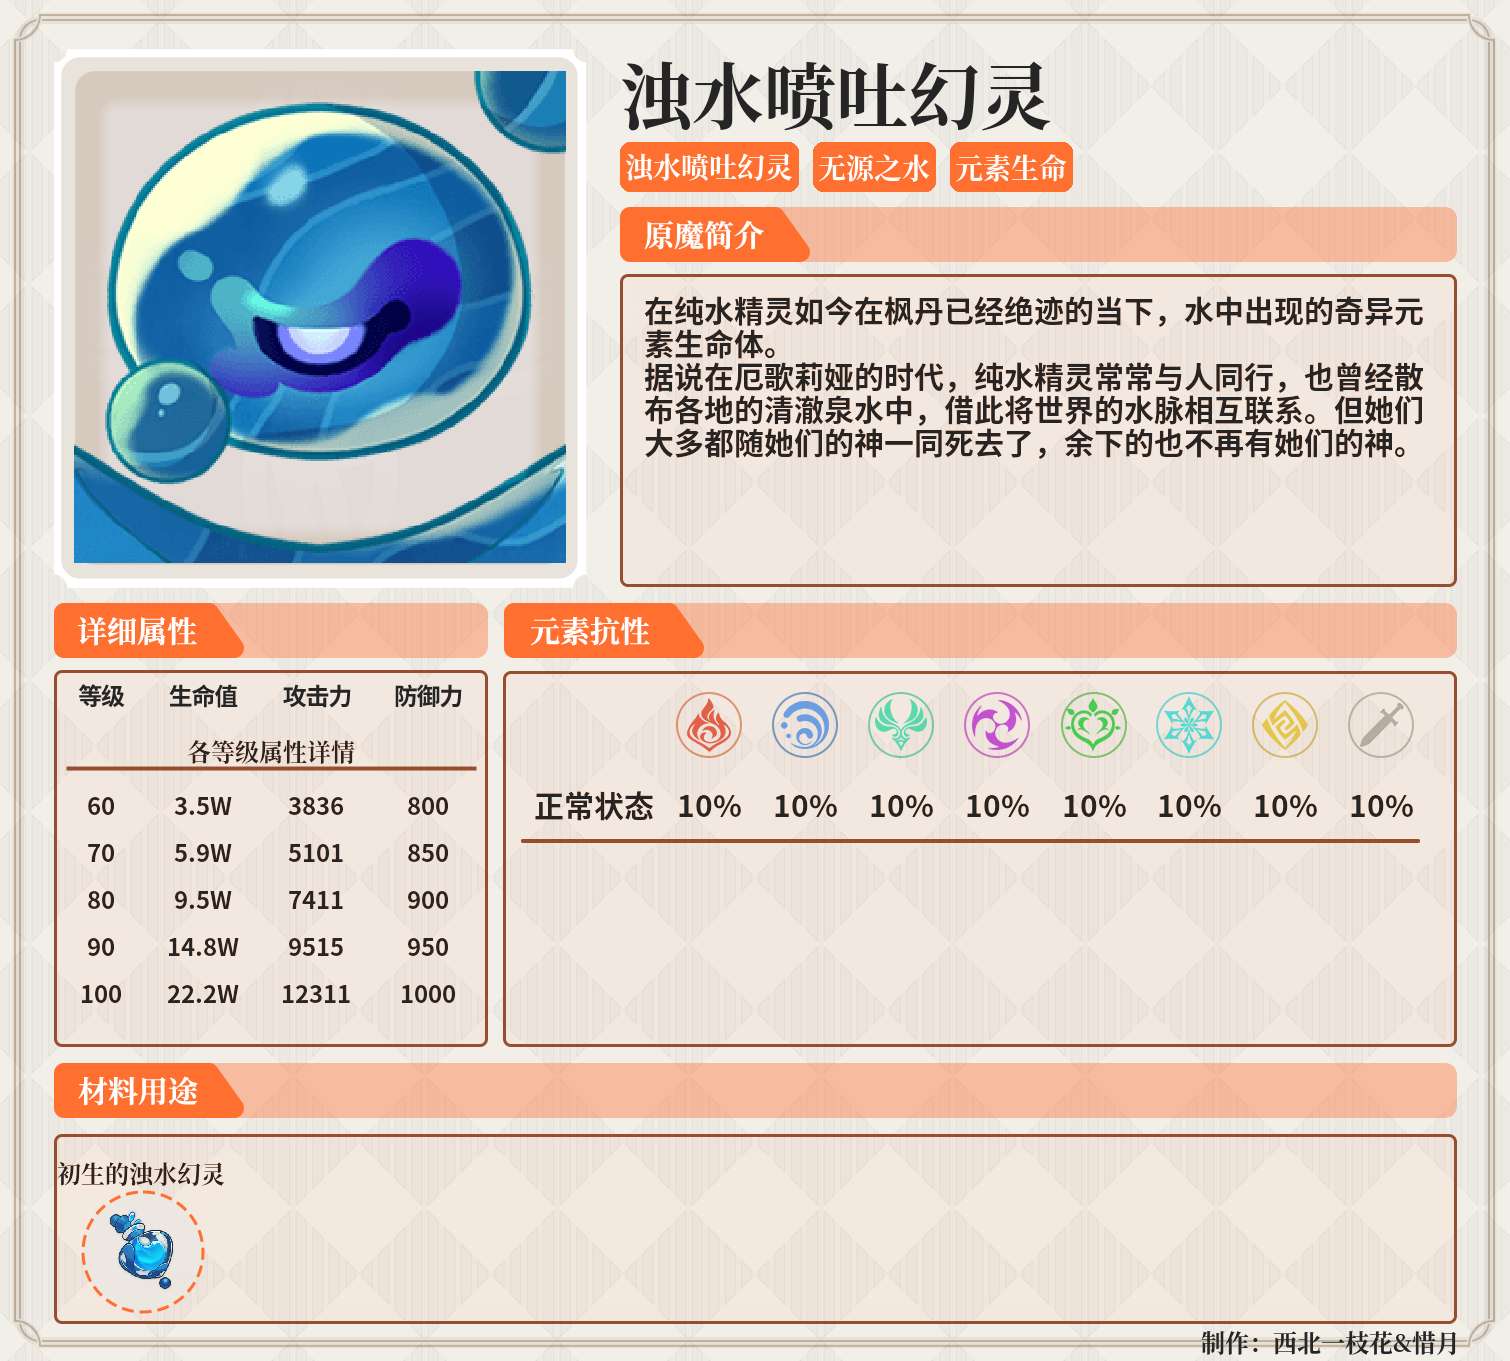 浊水喷吐幻灵
浊水喷吐幻灵 无源之水 元素生命
原魔简介
在纯水精灵如今在枫丹已经绝迹的当下，水中出现的奇异元
素生命体。
据说在厄歌莉娅的时代，纯水精灵常常与人同行，也曾经散
布各地的清澈泉水中，借此将世界的水脉相互联系。但她们
大多都随她们的神一同死去了，余下的也不再有她们的神。
详细属性
等级 生命值 攻击力 防御力
各等级属性详情
60 3.5W 3836 800
70 5.9W 5101 850
80 9.5W 7411 900
90 14.8W 9515 950
100 22.2W 12311 1000
元素抗性
正常状态 10% 10% 10% 10% 10% 10% 10% 10%
材料用途
初生的浊水幻灵
制作：西北一枝花&惜月